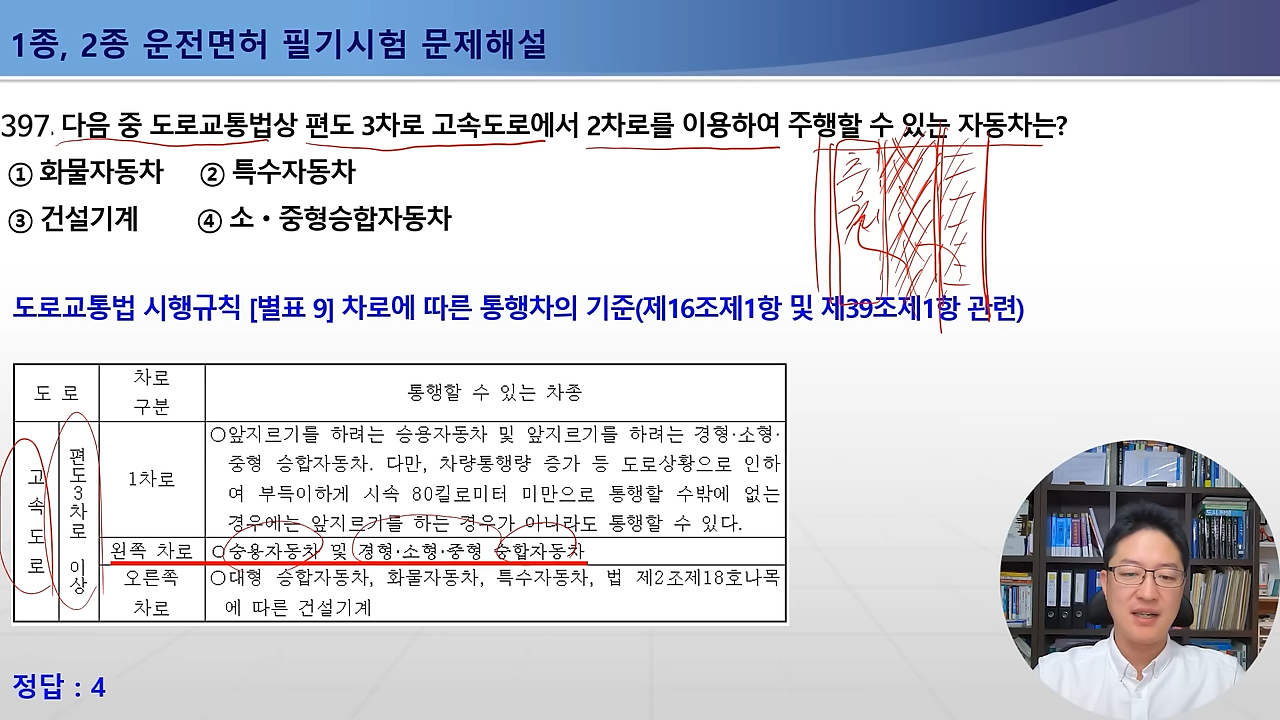 1종, 2종 운전면허 필기시험 문제해설
397. 다음 중 도로교통법상 편도 3차로 고속도로에서 2차로를 이용하여 주행할 수 있는 자동차는?
① 화물자동차 ② 특수자동차
③ 건설기계 ④ 소・중형승합자동차
도로교통법 시행규칙 [별표 9] 차로에 따른 통행차의 기준(제16조제1항 및 제39조제1항 관련)
도 로
차로
구분
통행할 수 있는 차종
고속도로
편도3차로 이상
1차로
○앞지르기를 하려는 승용자동차 및 앞지르기를 하려는 경형·소형·
중형 승합자동차. 다만, 차량통행량 증가 등 도로상황으로 인하
여 부득이하게 시속 80킬로미터 미만으로 통행할 수밖에 없는
경우에는 앞지르기를 하는 경우가 아니라도 통행할 수 있다.
왼쪽 차로
○승용자동차 및 경형·소형·중형 승합자동차
오른쪽
차로
○대형 승합자동차, 화물자동차, 특수자동차, 법 제2조제18호나목
에 따른 건설기계
정답 : 4